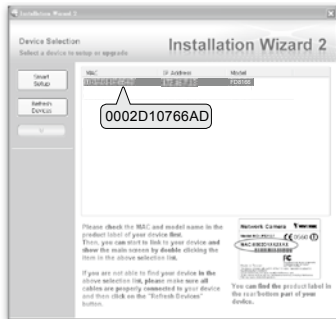 Installation Wizard 2
Device Selection
Select a device to setup or upgrade
Installation Wizard 2
Smart
Setup
Refresh
Devices
MAC IP Address Model
0002D10766AD
Please check the MAC and model name in the
product label of your device first.
Then, you can start to link to your device and
show the main screen by double clicking the
item in the above selection list.
If you are not able to find your device in the
above selection list, please make sure all
cables are properly connected to your device
and then click on the "Refresh Devices"
button.
Network Camera
You can find the product label in
the rear/bottom part of your
device.